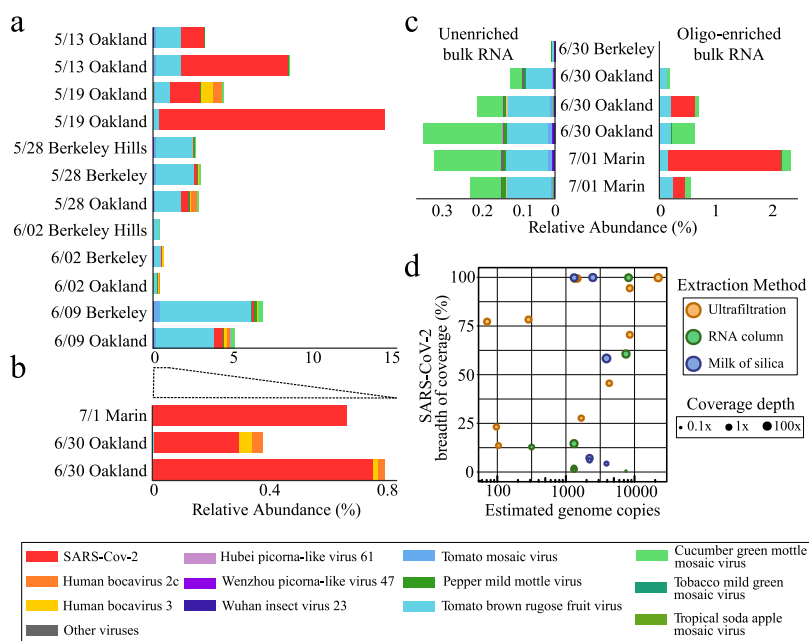 a
5/13 Oakland
5/13 Oakland
5/19 Oakland
5/19 Oakland
5/28 Berkeley Hills
5/28 Berkeley
5/28 Oakland
6/02 Berkeley Hills
6/02 Berkeley
6/02 Oakland
6/09 Berkeley
6/09 Oakland
0 5 10 15
b
7/1 Marin
6/30 Oakland
6/30 Oakland
0 0.4 0.8
Relative Abundance (%)
c
Unenriched bulk RNA
Oligo-enriched bulk RNA
6/30 Berkeley
6/30 Oakland
6/30 Oakland
6/30 Oakland
7/01 Marin
7/01 Marin
0.3 0.2 0.1 0
0 1 2
Relative Abundance (%)
d
SARS-CoV-2
breadth of coverage (%)
100
75
50
25
0
100 1000 10000
Estimated genome copies
Extraction Method
Ultrafiltration
RNA column
Milk of silica
Coverage depth
0.1x 1x 100x
SARS-Cov-2
Human bocavirus 2c
Human bocavirus 3
Other viruses
Hubei picorna-like virus 61
Wenzhou picorna-like virus 47
Wuhan insect virus 23
Tomato mosaic virus
Pepper mild mottle virus
Tomato brown rugose fruit virus
Cucumber green mottle
mosaic virus
Tobacco mild green
mosaic virus
Tropical soda apple
mosaic virus